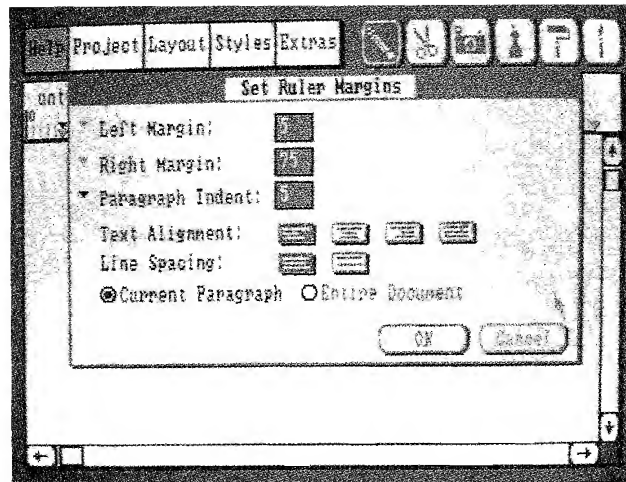 Help Project Layout Styles Extras
Set Ruler Margins
Left Margin: 5
Right Margin: 75
Paragraph Indent: 5
Text Alignment:
Line Spacing:
Current Paragraph Entire Document
OK Cancel